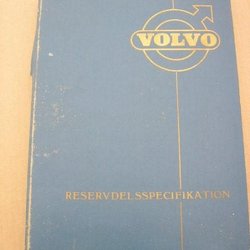 VOLVO
RESERVDELSSPECIFIKATION